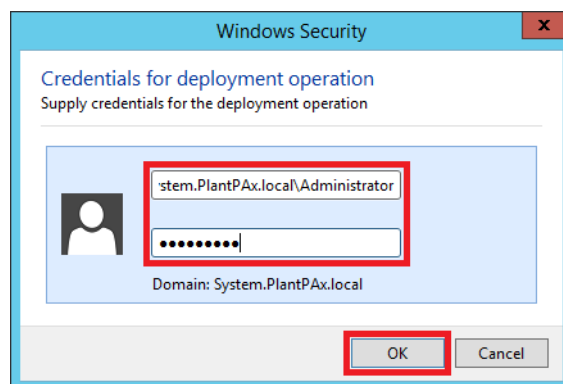 Windows Security
x
Credentials for deployment operation
Supply credentials for the deployment operation
stem.PlantPAx.local\Administrator
●●●●●●●●●
Domain: System.PlantPAx.local
OK Cancel